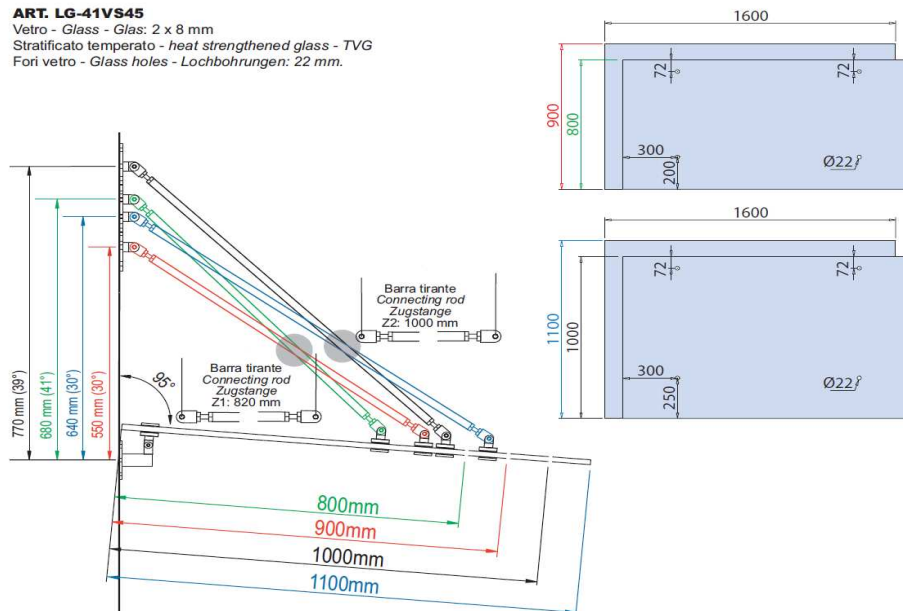 ART. LG-41VS45
Vetro - Glass - Glas: 2 x 8 mm
Stratificato temperato - heat strengthened glass - TVG
Fori vetro - Glass holes - Lochbohrungen: 22 mm.
1600
900
800
72
72
300
200
Ø22
1600
1100
1000
72
72
300
250
Ø22
Barra tirante
Connecting rod
Zugstange
Z2: 1000 mm
Barra tirante
Connecting rod
Zugstange
Z1: 820 mm
95°
770 mm (39°)
680 mm (41°)
640 mm (30°)
550 mm (30°)
800mm
900mm
1000mm
1100mm